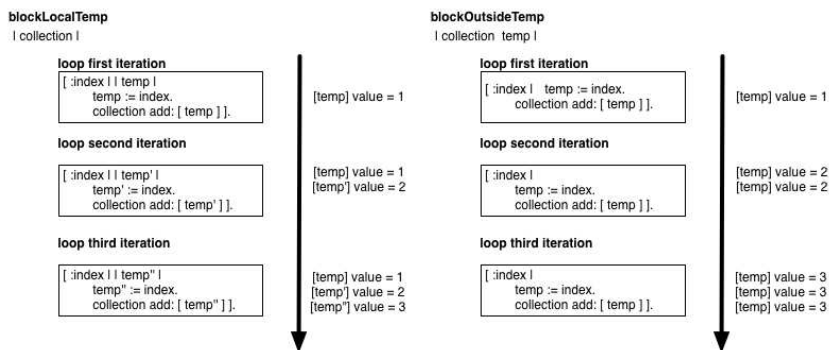 blockLocalTemp
| collection |
loop first iteration
[ :index | | temp |
temp := index.
collection add: [ temp ] ].
[temp] value = 1
loop second iteration
[ :index | | temp' |
temp' := index.
collection add: [ temp' ] ].
[temp] value = 1
[temp'] value = 2
loop third iteration
[ :index | | temp'' |
temp'' := index.
collection add: [ temp'' ] ].
[temp] value = 1
[temp'] value = 2
[temp''] value = 3
blockOutsideTemp
| collection temp |
loop first iteration
[ :index | temp := index.
collection add: [ temp ] ].
[temp] value = 1
loop second iteration
[ :index |
temp := index.
collection add: [ temp ] ].
[temp] value = 2
[temp] value = 2
loop third iteration
[ :index |
temp := index.
collection add: [ temp ] ].
[temp] value = 3
[temp] value = 3
[temp] value = 3